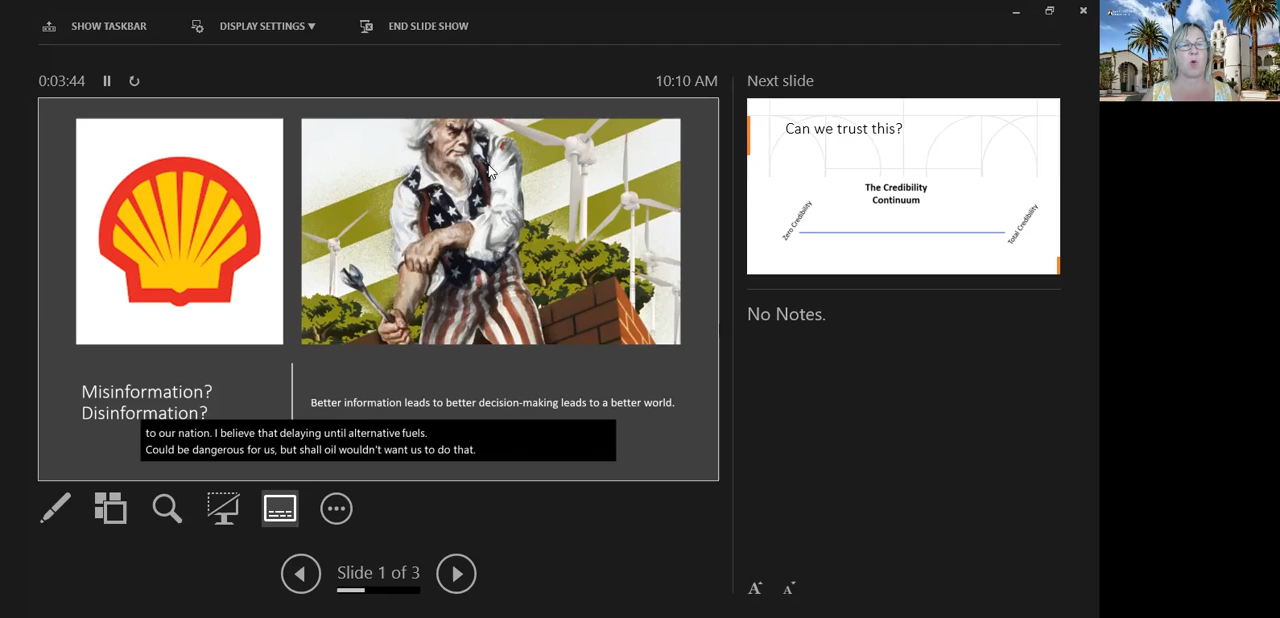 SHOW TASKBAR
DISPLAY SETTINGS ▼
END SLIDE SHOW
0:03:44
10:10 AM
Next slide
Misinformation?
Disinformation?
Better information leads to better decision-making leads to a better world.
to our nation. I believe that delaying until alternative fuels.
Could be dangerous for us, but shall oil wouldn't want us to do that.
Can we trust this?
The Credibility
Continuum
Zero Credibility
Total Credibility
No Notes.
Slide 1 of 3
A A